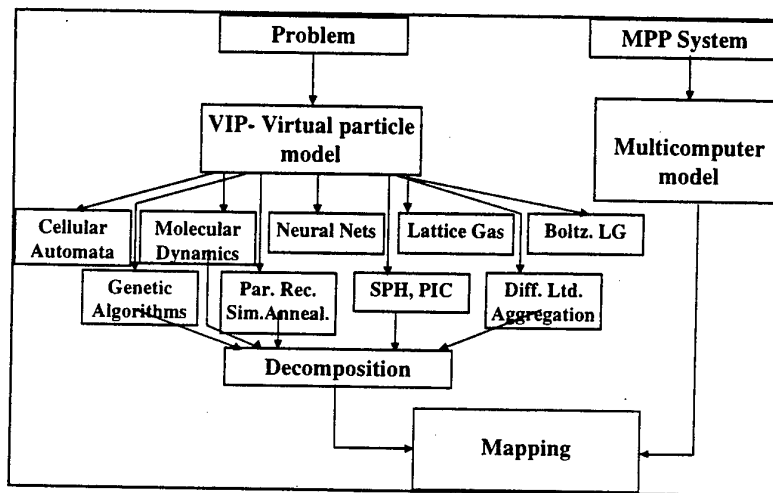 Problem
MPP System
VIP- Virtual particle
model
Multicomputer
model
Cellular
Automata
Molecular
Dynamics
Neural Nets
Lattice Gas
Boltz. LG
Genetic
Algorithms
Par. Rec.
Sim.Anneal.
SPH, PIC
Diff. Ltd.
Aggregation
Decomposition
Mapping